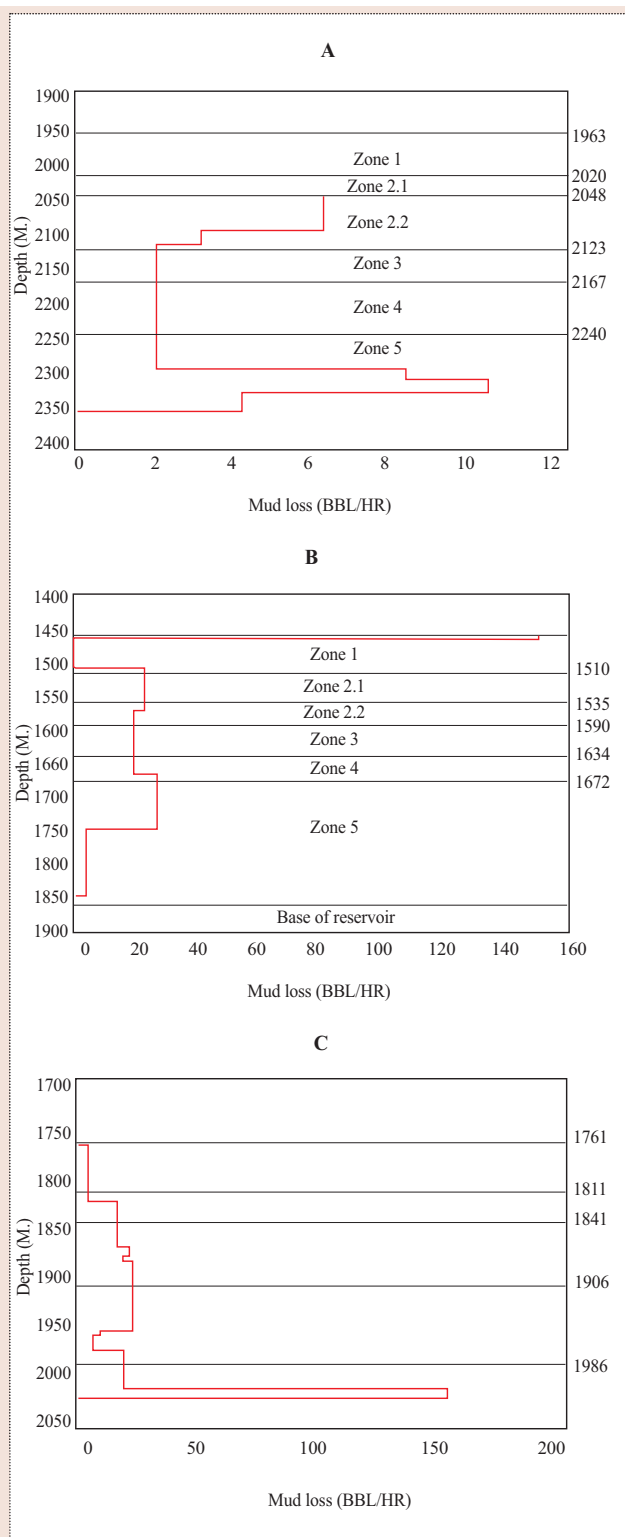 A
1900
1950
1963
Zone 1
2000
2020
Zone 2.1
2050
2048
Zone 2.2
2100
2123
Zone 3
2150
2167
2200
Zone 4
2250
2240
Zone 5
2300
2350
2400
Depth (M.)
0 2 4 6 8 10 12
Mud loss (BBL/HR)
B
1400
1450
Zone 1
1500
1510
Zone 2.1
1550
1535
Zone 2.2
1600
1590
Zone 3
1660
1634
Zone 4
1672
1700
1750
Zone 5
1800
1850
Base of reservoir
1900
Depth (M.)
0 20 40 60 80 100 120 140 160
Mud loss (BBL/HR)
C
1700
1750
1761
1800
1811
1850
1841
1900
1906
1950
1986
2000
2050
Depth (M.)
0 50 100 150 200
Mud loss (BBL/HR)